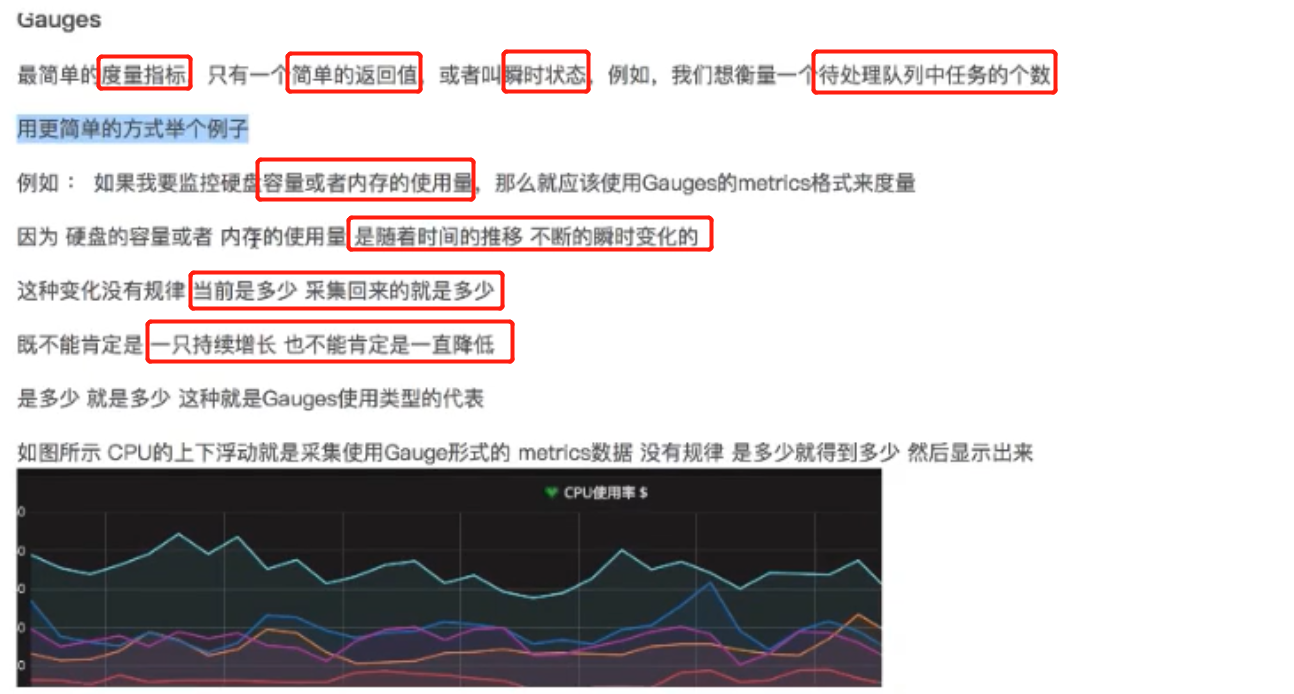 Gauges
最简单的度量指标，只有一个简单的返回值，或者叫瞬时状态，例如，我们想衡量一个待处理队列中任务的个数
用更简单的方式举个例子
例如： 如果我要监控硬盘容量或者内存的使用量，那么就应该使用Gauges的metrics格式来度量
因为 硬盘的容量或者 内存的使用量 是随着时间的推移 不断的瞬时变化的
这种变化没有规律 当前是多少 采集回来的就是多少
既不能肯定是 一只持续增长 也不能肯定是一直降低
是多少 就是多少 这种就是Gauges使用类型的代表
如图所示 CPU的上下浮动就是采集使用Gauge形式的 metrics数据 没有规律 是多少就得到多少 然后显示出来
CPU使用率 $
0
0
0
0
0